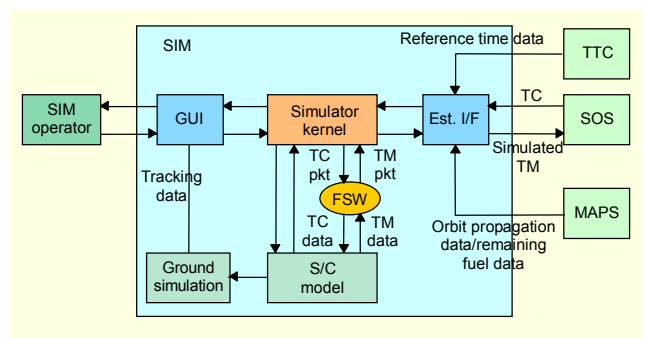 SIM
Reference time data
TTC
SIM
operator
GUI
Simulator
kernel
Est. I/F
TC
SOS
Simulated
TM
TC
pkt
TM
pkt
Tracking
data
FSW
TC
data
TM
data
Orbit propagation
data/remaining
fuel data
MAPS
Ground
simulation
S/C
model